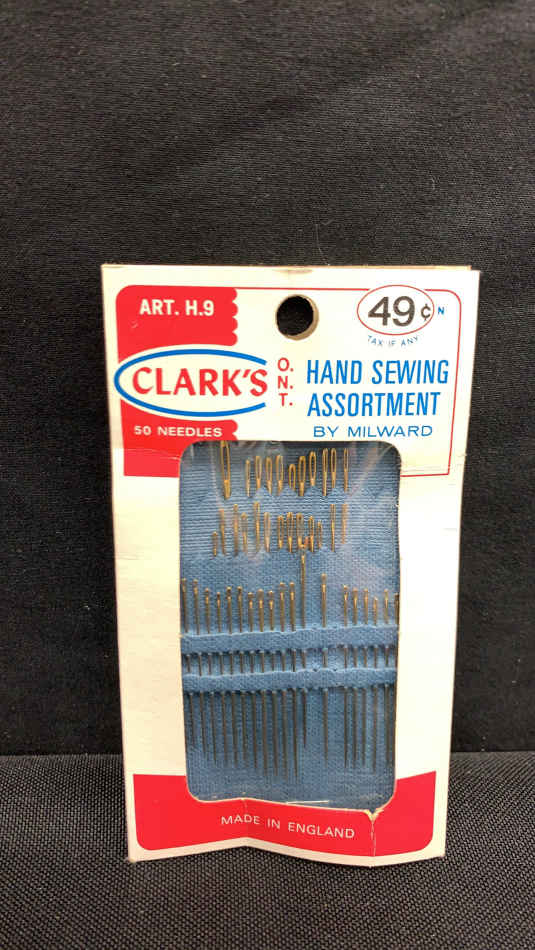 ART. H.9
49¢ N
TAX IF ANY
CLARK'S
O.
N.
T.
HAND SEWING
ASSORTMENT
BY MILWARD
50 NEEDLES
MADE IN ENGLAND